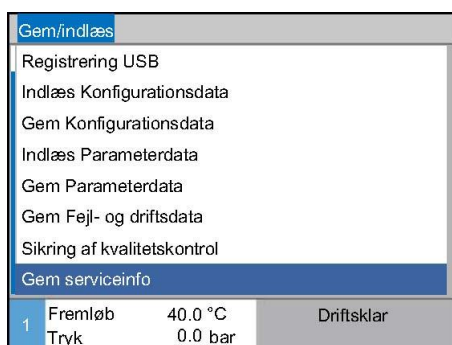 Gem/indlæs
Registrering USB
Indlæs Konfigurationsdata
Gem Konfigurationsdata
Indlæs Parameterdata
Gem Parameterdata
Gem Fejl- og driftsdata
Sikring af kvalitetskontrol
Gem serviceinfo
1 Fremløb 40.0 °C Driftsklar
Tryk 0.0 bar